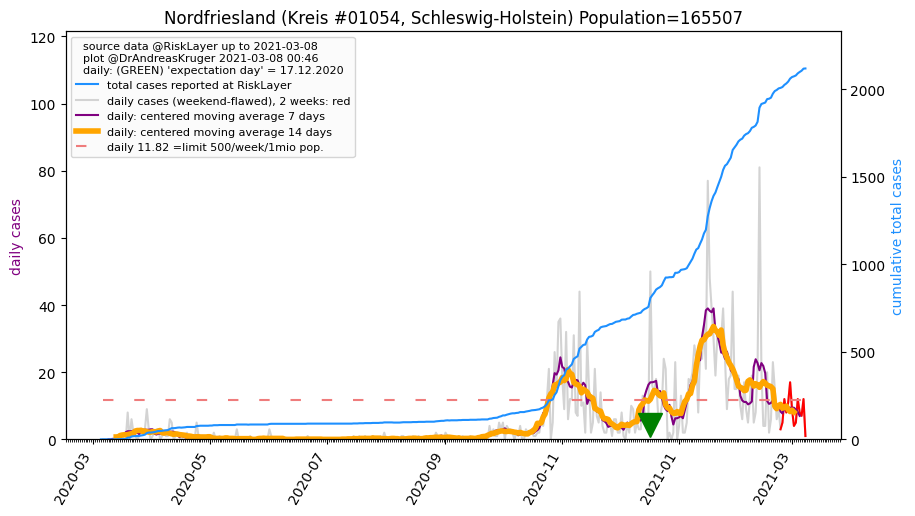 Nordfriesland (Kreis #01054, Schleswig-Holstein) Population=165507
source data @RiskLayer up to 2021-03-08
plot @DrAndreasKruger 2021-03-08 00:46
daily: (GREEN) 'expectation day' = 17.12.2020
total cases reported at RiskLayer
daily cases (weekend-flawed), 2 weeks: red
daily: centered moving average 7 days
daily: centered moving average 14 days
daily 11.82 =limit 500/week/1mio pop.
daily cases
120
100
80
60
40
20
0
cumulative total cases
2000
1500
1000
500
0
2020-03
2020-05
2020-07
2020-09
2020-11
2021-01
2021-03